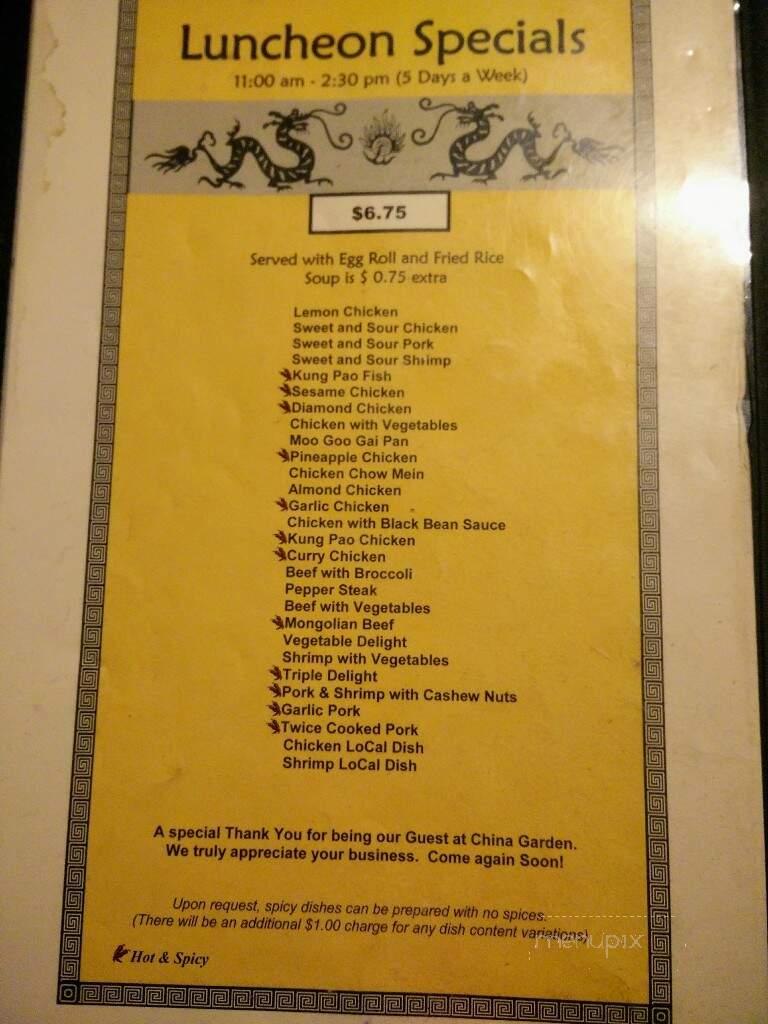 Luncheon Specials
11:00 am - 2:30 pm (5 Days a Week)
$6.75
Served with Egg Roll and Fried Rice
Soup is $ 0.75 extra
Lemon Chicken
Sweet and Sour Chicken
Sweet and Sour Pork
Sweet and Sour Shrimp
Kung Pao Fish
Sesame Chicken
Diamond Chicken
Chicken with Vegetables
Moo Goo Gai Pan
Pineapple Chicken
Chicken Chow Mein
Almond Chicken
Garlic Chicken
Chicken with Black Bean Sauce
Kung Pao Chicken
Curry Chicken
Beef with Broccoli
Pepper Steak
Beef with Vegetables
Mongolian Beef
Vegetable Delight
Shrimp with Vegetables
Triple Delight
Pork & Shrimp with Cashew Nuts
Garlic Pork
Twice Cooked Pork
Chicken LoCal Dish
Shrimp LoCal Dish
A special Thank You for being our Guest at China Garden.
We truly appreciate your business. Come again Soon!
Upon request, spicy dishes can be prepared with no spices.
(There will be an additional $1.00 charge for any dish content variations)
menupix
Hot & Spicy